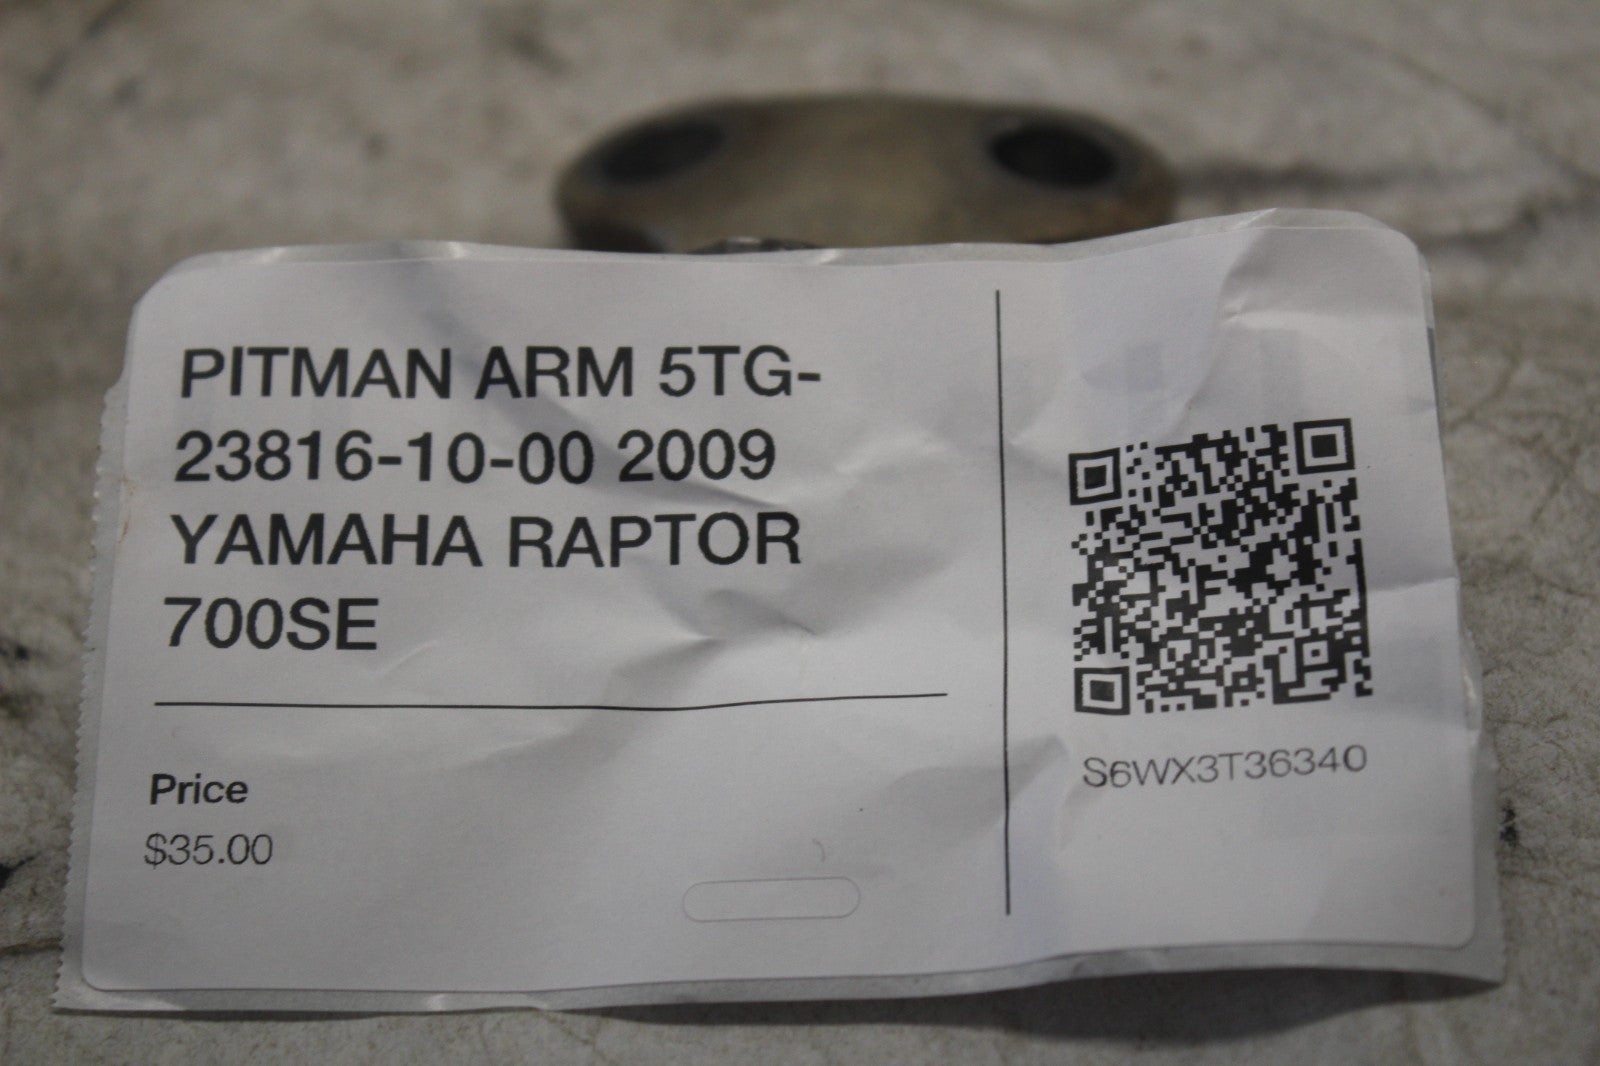 PITMAN ARM 5TG-
23816-10-00 2009
YAMAHA RAPTOR
700SE
Price
$35.00
S6WX3T36340